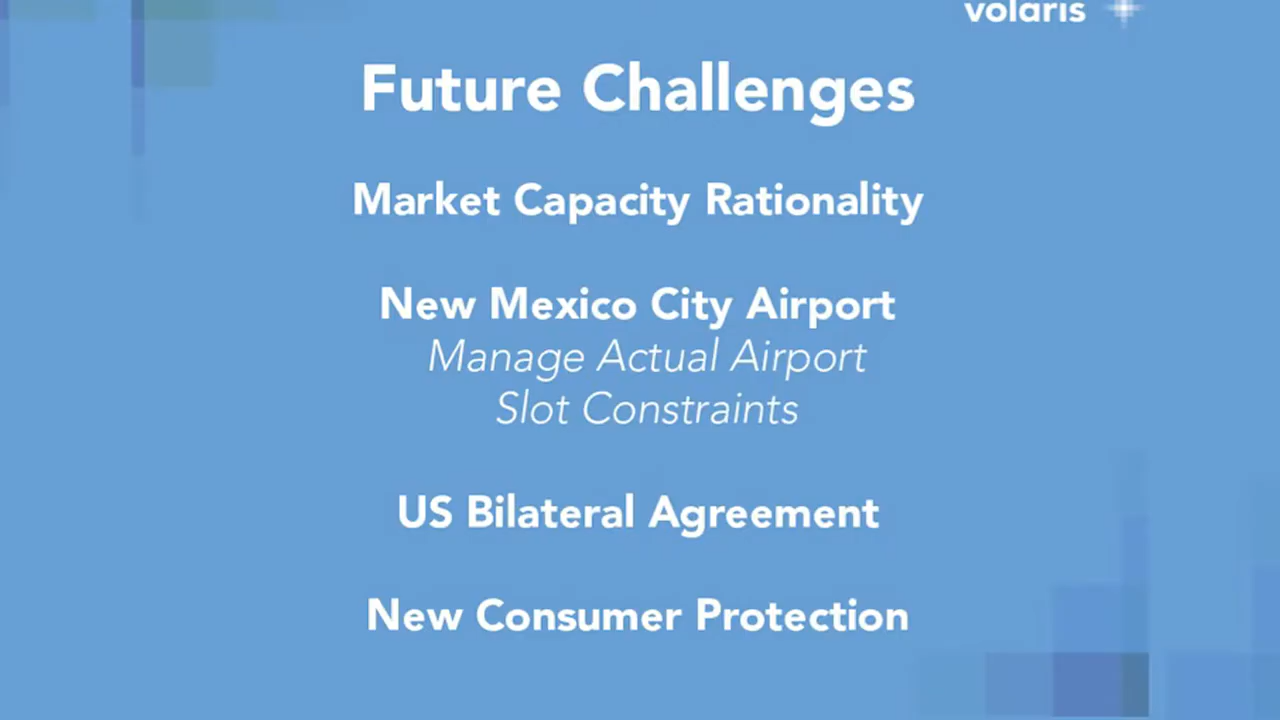 volaris
Future Challenges
Market Capacity Rationality
New Mexico City Airport
Manage Actual Airport
Slot Constraints
US Bilateral Agreement
New Consumer Protection